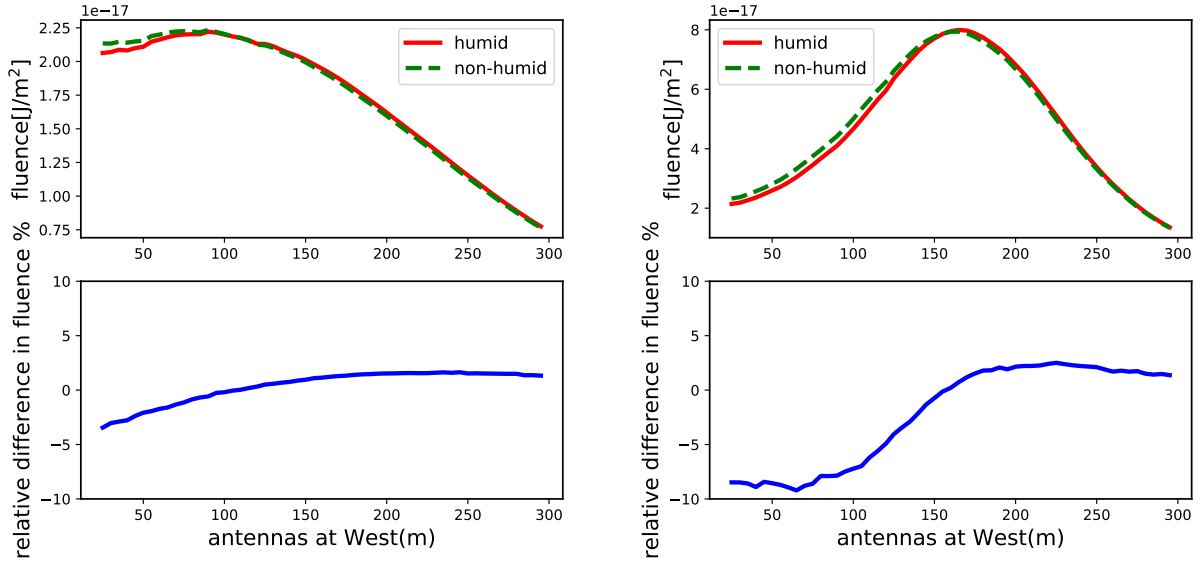 1e−17
fluence[J/m²]
2.25
2.00
1.75
1.50
1.25
1.00
0.75
humid
non-humid
50 100 150 200 250 300
relative difference in fluence %
10
5
0
−5
−10
50 100 150 200 250 300
antennas at West(m)
1e−17
fluence[J/m²]
8
6
4
2
humid
non-humid
50 100 150 200 250 300
relative difference in fluence %
10
5
0
−5
−10
50 100 150 200 250 300
antennas at West(m)